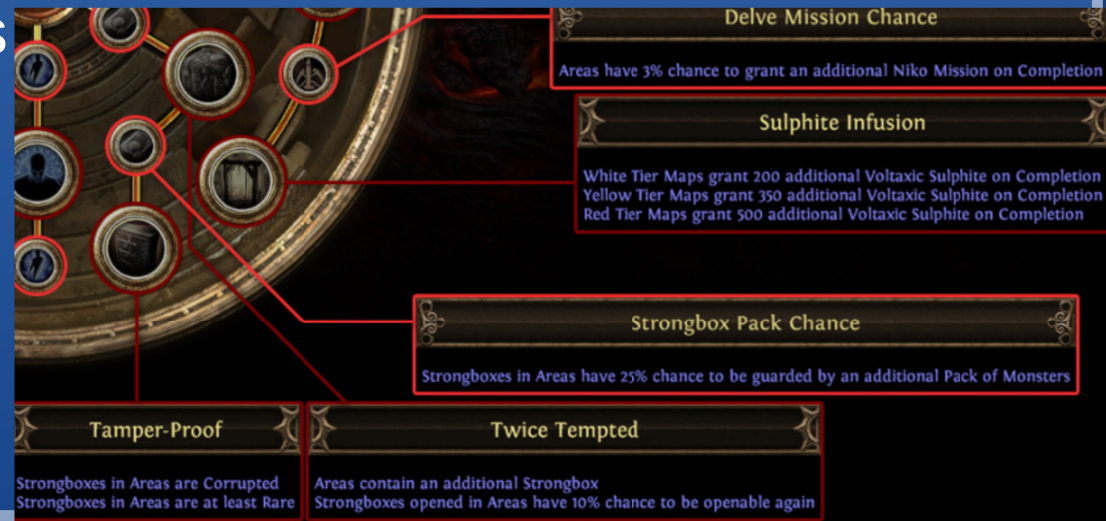 s
Delve Mission Chance
Areas have 3% chance to grant an additional Niko Mission on Completion
Sulphite Infusion
White Tier Maps grant 200 additional Voltaxic Sulphite on Completion
Yellow Tier Maps grant 350 additional Voltaxic Sulphite on Completion
Red Tier Maps grant 500 additional Voltaxic Sulphite on Completion
Strongbox Pack Chance
Strongboxes in Areas have 25% chance to be guarded by an additional Pack of Monsters
Tamper-Proof
Strongboxes in Areas are Corrupted
Strongboxes in Areas are at least Rare
Twice Tempted
Areas contain an additional Strongbox
Strongboxes opened in Areas have 10% chance to be openable again